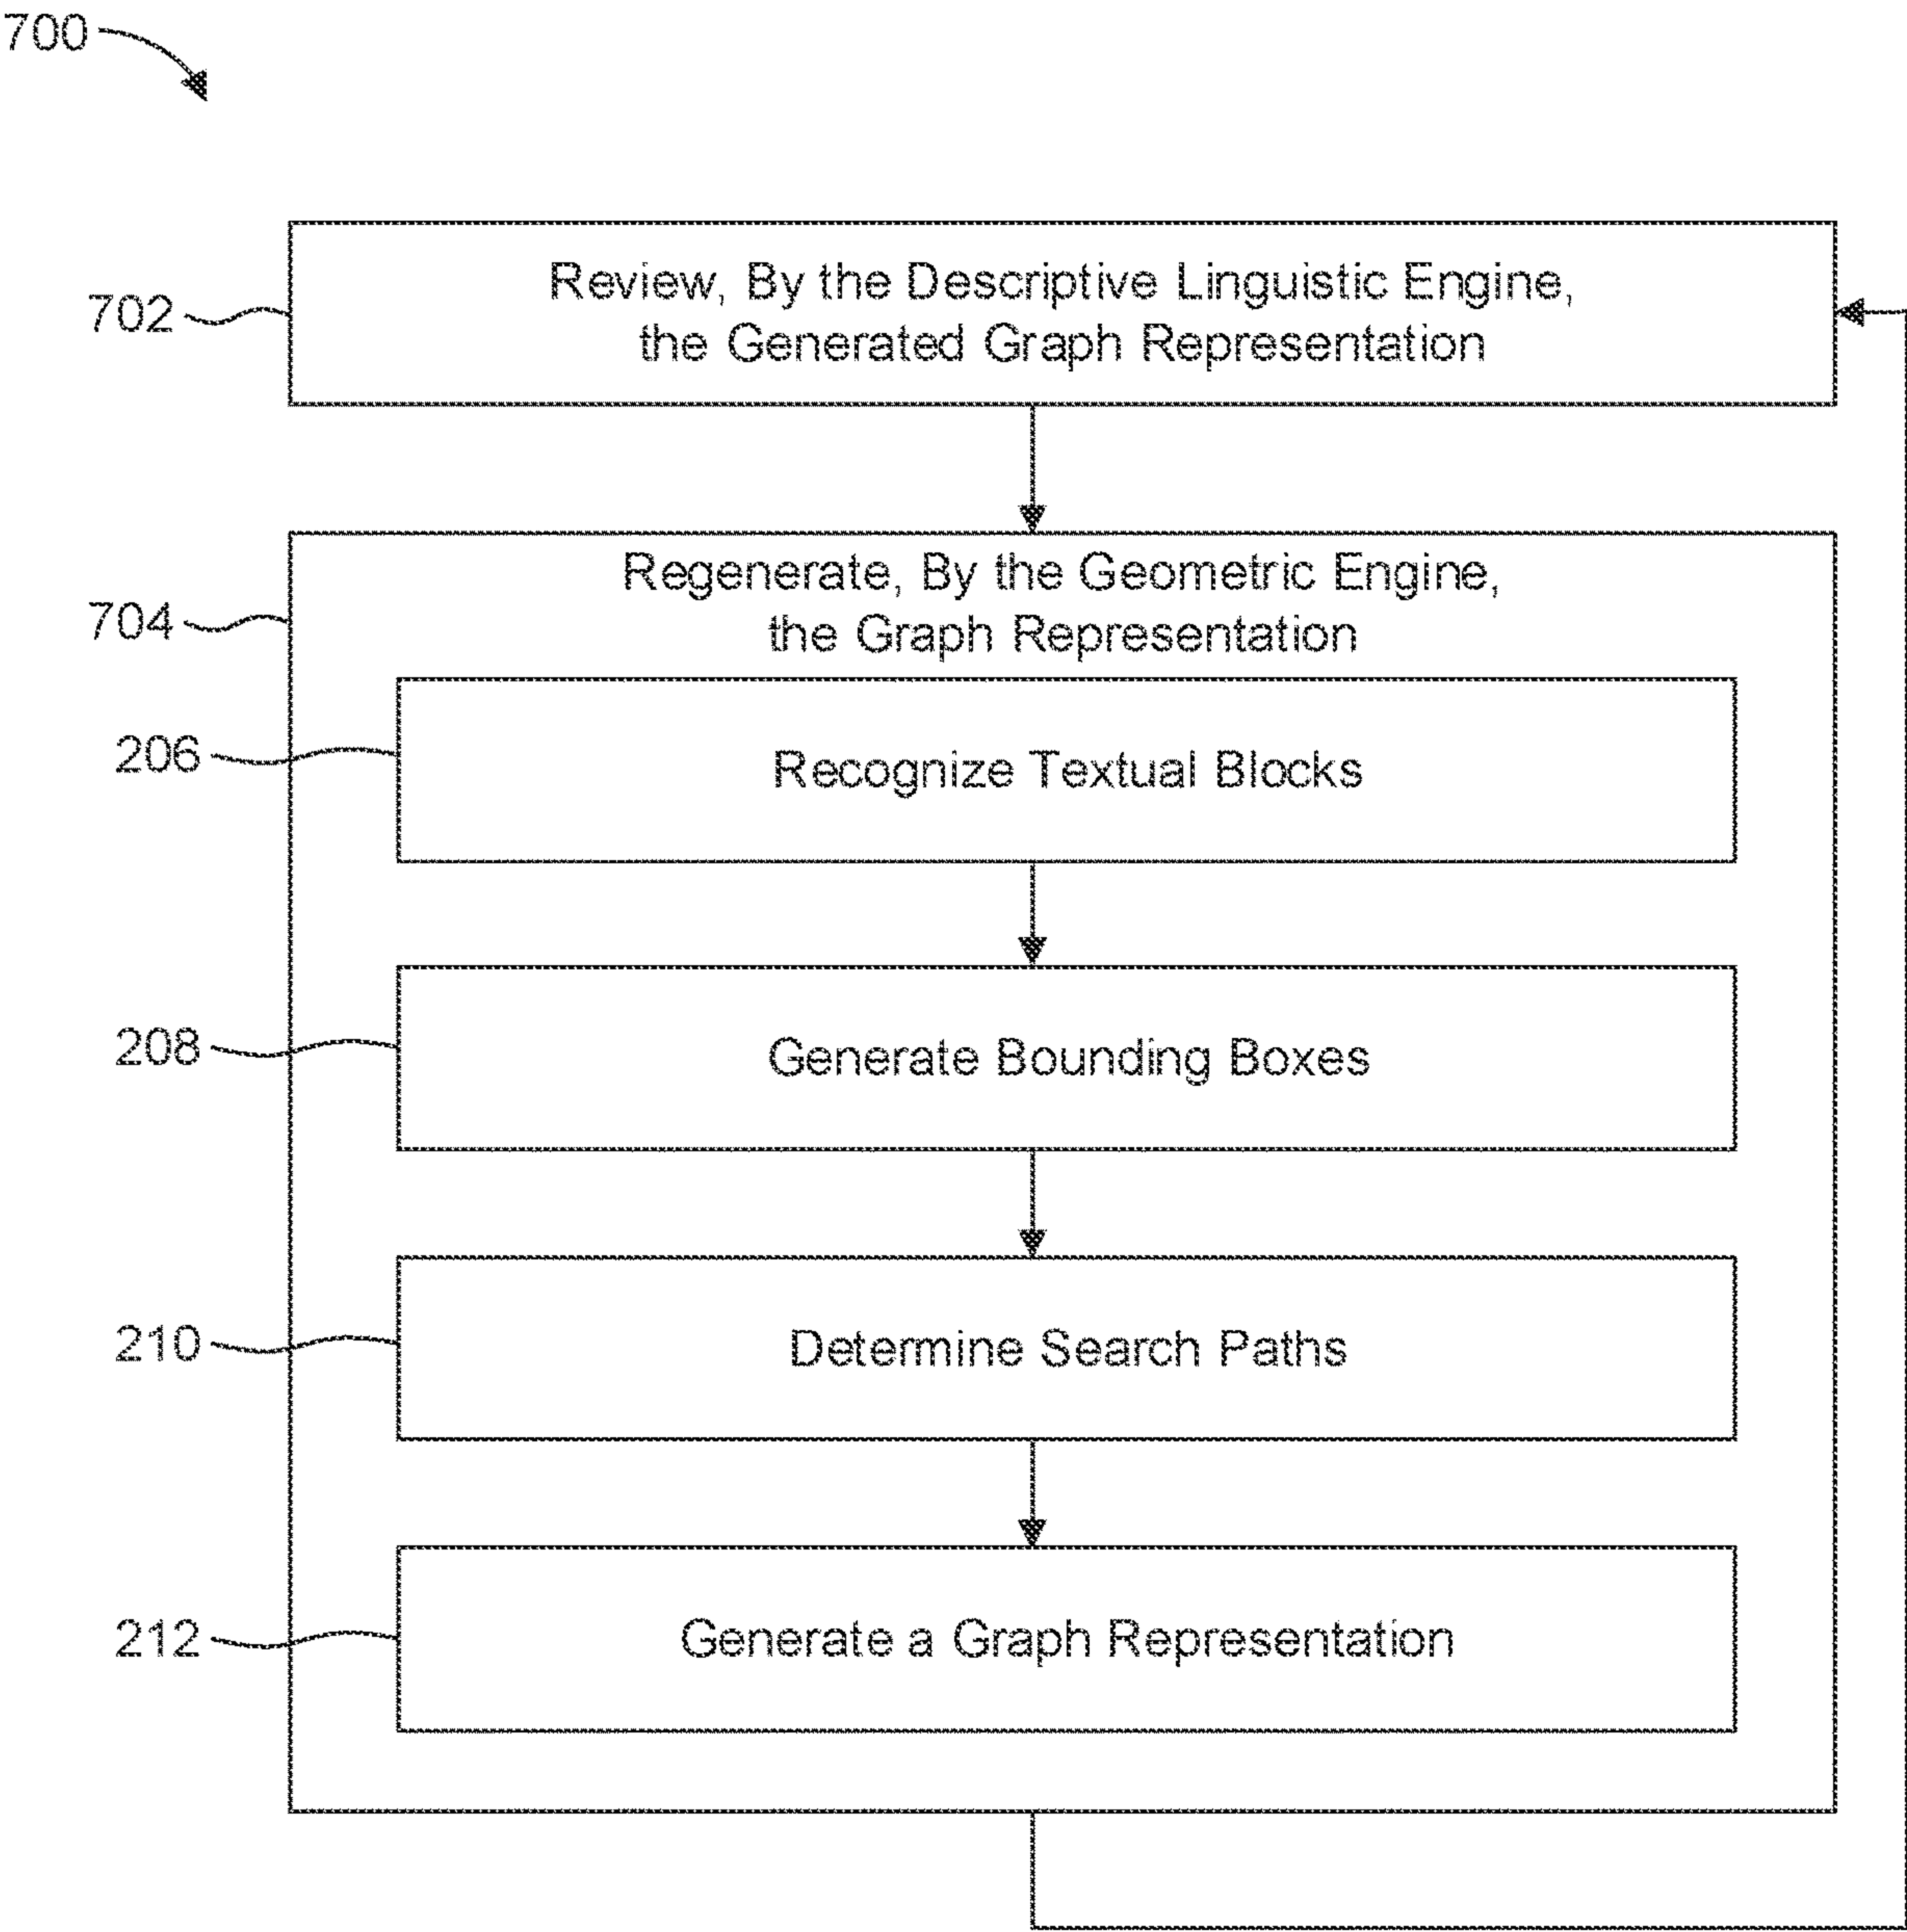 700
702
Review, By the Descriptive Linguistic Engine,
the Generated Graph Representation
704
Regenerate, By the Geometric Engine,
the Graph Representation
206
Recognize Textual Blocks
208
Generate Bounding Boxes
210
Determine Search Paths
212
Generate a Graph Representation